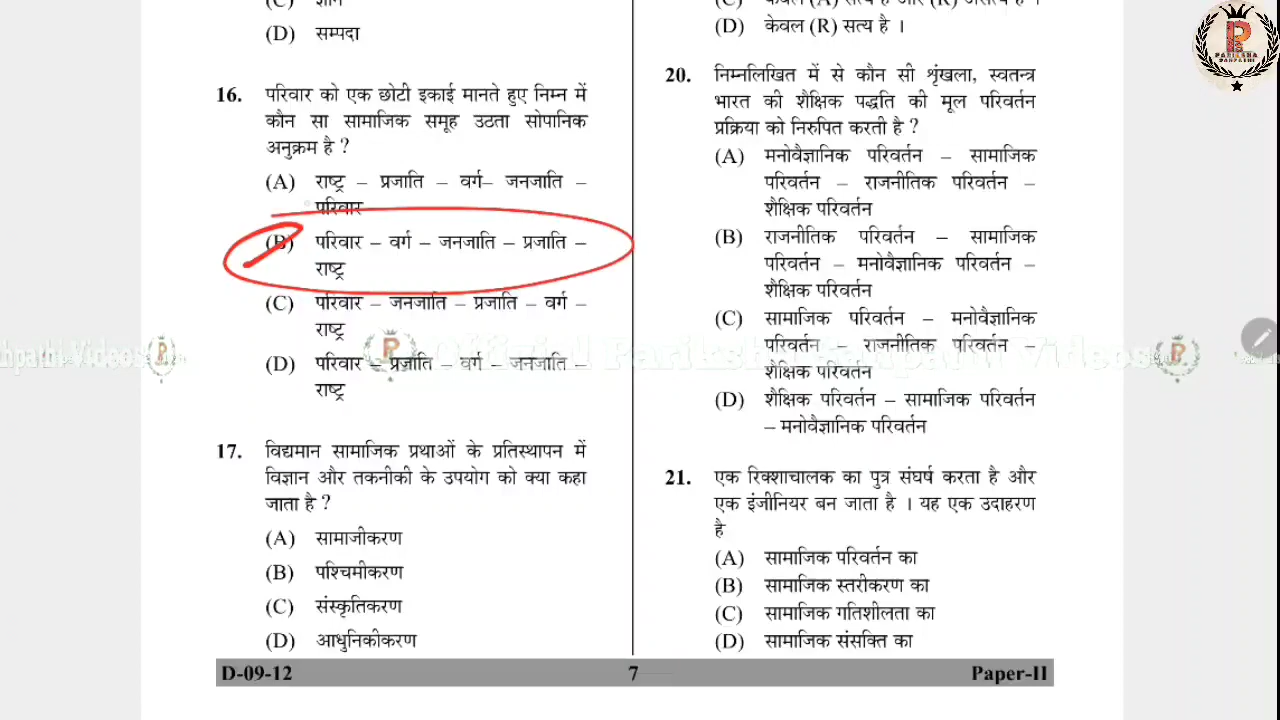 (C) ज्ञान
(D) सम्पदा
16. परिवार को एक छोटी इकाई मानते हुए निम्न में
कौन सा सामाजिक समूह उठता सोपानिक
अनुक्रम है ?
(A) राष्ट्र – प्रजाति – वर्ग– जनजाति –
परिवार
(B) परिवार – वर्ग – जनजाति – प्रजाति –
राष्ट्र
(C) परिवार – जनजाति – प्रजाति – वर्ग –
राष्ट्र
(D) परिवार – प्रजाति – वर्ग – जनजाति –
राष्ट्र
17. विद्यमान सामाजिक प्रथाओं के प्रतिस्थापन में
विज्ञान और तकनीकी के उपयोग को क्या कहा
जाता है ?
(A) सामाजीकरण
(B) पश्चिमीकरण
(C) संस्कृतिकरण
(D) आधुनिकीकरण
(C) केवल (A) सत्य है और (R) असत्य है ।
(D) केवल (R) सत्य है ।
20. निम्नलिखित में से कौन सी शृंखला, स्वतन्त्र
भारत की शैक्षिक पद्धति की मूल परिवर्तन
प्रक्रिया को निरुपित करती है ?
(A) मनोवैज्ञानिक परिवर्तन – सामाजिक
परिवर्तन – राजनीतिक परिवर्तन –
शैक्षिक परिवर्तन
(B) राजनीतिक परिवर्तन – सामाजिक
परिवर्तन – मनोवैज्ञानिक परिवर्तन –
शैक्षिक परिवर्तन
(C) सामाजिक परिवर्तन – मनोवैज्ञानिक
परिवर्तन – राजनीतिक परिवर्तन –
शैक्षिक परिवर्तन
(D) शैक्षिक परिवर्तन – सामाजिक परिवर्तन
– मनोवैज्ञानिक परिवर्तन
21. एक रिक्शाचालक का पुत्र संघर्ष करता है और
एक इंजीनियर बन जाता है । यह एक उदाहरण
है
(A) सामाजिक परिवर्तन का
(B) सामाजिक स्तरीकरण का
(C) सामाजिक गतिशीलता का
(D) सामाजिक संसक्ति का
D-09-12 7 Paper-II